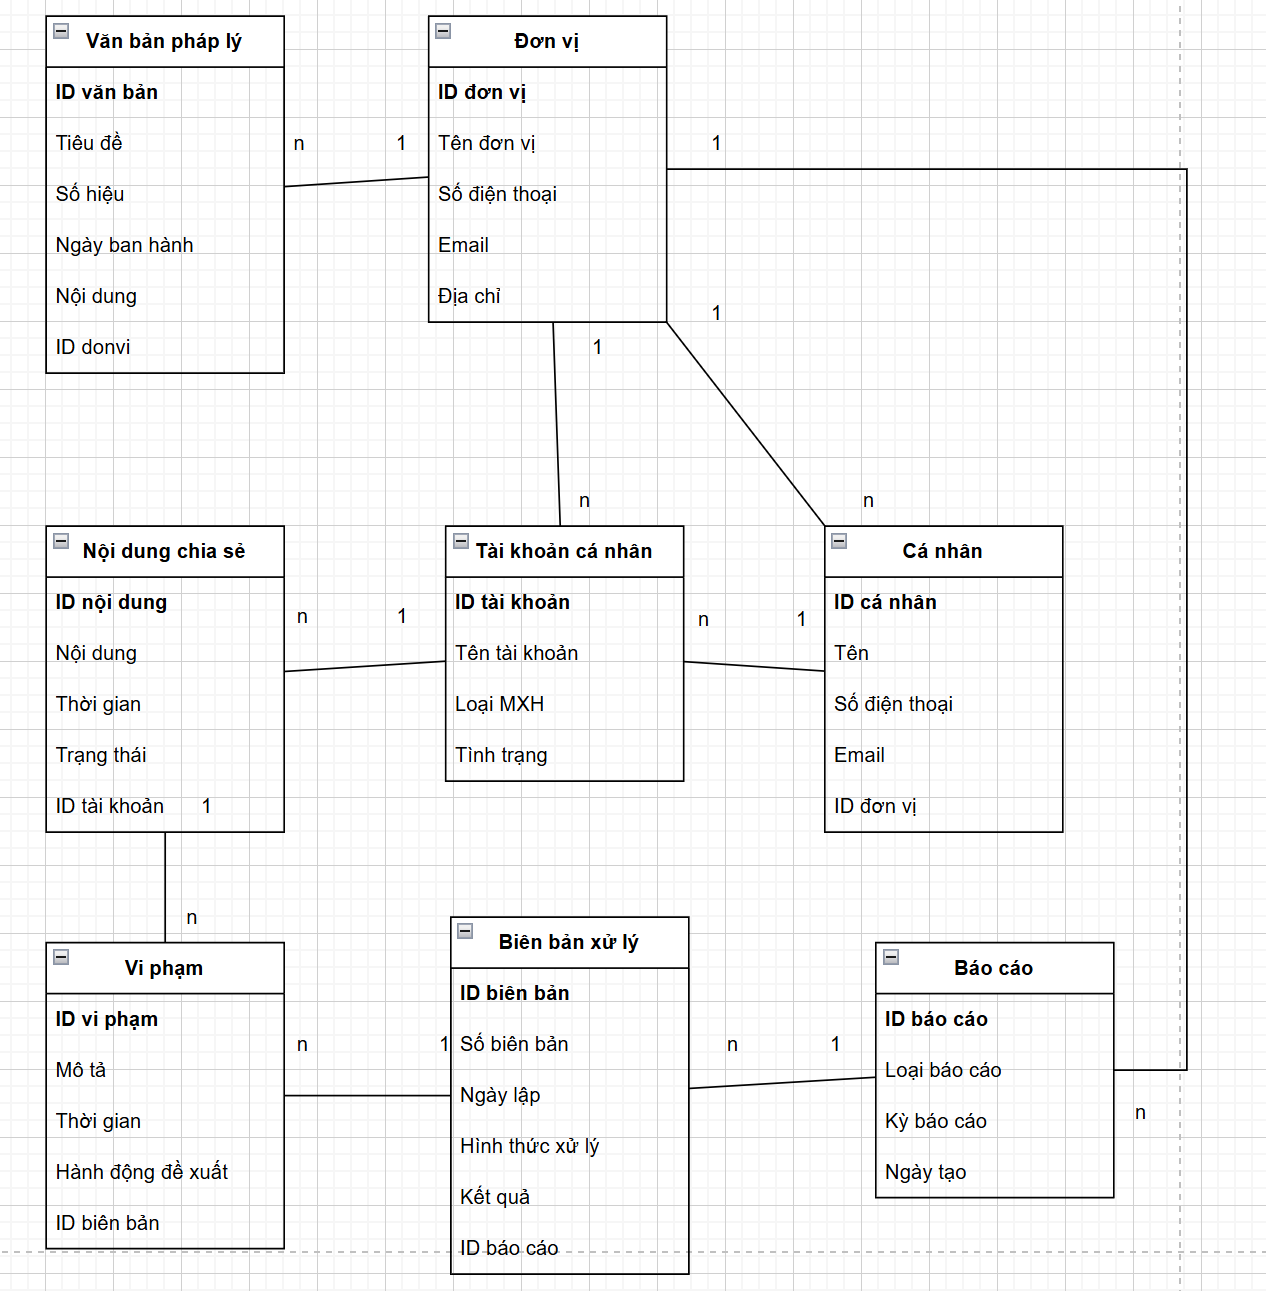 Văn bản pháp lý
ID văn bản
Tiêu đề
Số hiệu
Ngày ban hành
Nội dung
ID donvi
n
1
Đơn vị
ID đơn vị
Tên đơn vị
Số điện thoại
Email
Địa chỉ
1
1
1
n
n
Nội dung chia sẻ
ID nội dung
Nội dung
Thời gian
Trạng thái
ID tài khoản
1
n
1
Tài khoản cá nhân
ID tài khoản
Tên tài khoản
Loại MXH
Tình trạng
n
1
Cá nhân
ID cá nhân
Tên
Số điện thoại
Email
ID đơn vị
n
Vi phạm
ID vi phạm
Mô tả
Thời gian
Hành động đề xuất
ID biên bản
n
1
Biên bản xử lý
ID biên bản
Số biên bản
Ngày lập
Hình thức xử lý
Kết quả
ID báo cáo
n
1
Báo cáo
ID báo cáo
Loại báo cáo
Kỳ báo cáo
Ngày tạo
n